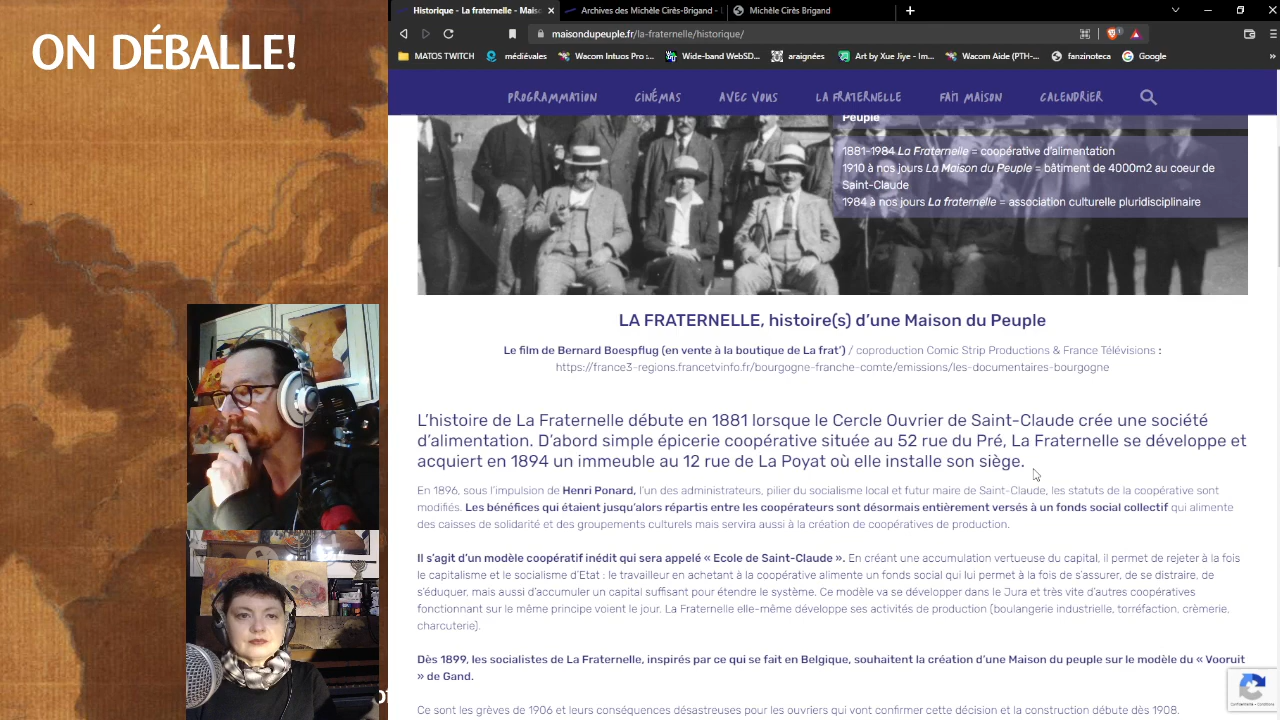 ON DÉBALLE!
Historique - La fraternelle - Mais
Archives des Michèle Cirès-Brigand -
Michèle Cirès Brigand
maisondupeuple.fr/la-fraternelle/historique/
MATOS TWITCH
médiévales
Wacom Intuos Pro :...
Wide-band Webb's...
araignées
Art by Xue Jiye - Im...
Wacom Aide (PTH-...
fanzineca
Google
PROGRAMMATION
CINÉMAS
AVEC VOUS
LA FRATERNELLE
FAIT MAISON
CALENDRIER
Peuple
1881-1984 La Fraternelle = coopérative d'alimentation
1910 à nos jours La Maison du Peuple = bâtiment de 4000m2 au coeur de
Saint-Claude
1984 à nos jours La fraternelle = association culturelle pluridisciplinaire
LA FRATERNELLE, histoire(s) d'une Maison du Peuple
Le film de Bernard Boespflug (en vente à la boutique de La frat') / coproduction Comic Strip Productions & France Télévisions :
https://france3-regions.francetvinfo.fr/bourgogne-franche-comte/emissions/les-documentaires-bourgogne
L'histoire de La Fraternelle débute en 1881 lorsque le Cercle Ouvrier de Saint-Claude crée une société
d'alimentation. D'abord simple épicerie coopérative située au 52 rue du Pré, La Fraternelle se développe et
acquiert en 1894 un immeuble au 12 rue de La Poyat où elle installe son siège.
En 1896, sous l'impulsion de Henri Ponard, l'un des administrateurs, pilier du socialisme local et futur maire de Saint-Claude, les statuts de la coopérative sont
modifiés. Les bénéfices qui étaient jusqu'alors répartis entre les coopérateurs sont désormais entièrement versés à un fonds social collectif qui alimente
des caisses de solidarité et des groupements culturels mais aussi à la création de coopératives de production.
Il s'agit d'un modèle coopératif inédit qui sera appelé « Ecole de Saint-Claude ». En créant une accumulation vertueuse du capital, il permet de rejeter à la fois
le capitalisme et le socialisme d'Etat : le travailleur en achetant à la coopérative alimente un fonds social qui lui permet à la fois de s'assurer, de se distraire, de
s'éduquer, mais aussi d'accumuler un capital suffisant pour étendre le système. Ce modèle va se développer dans le Jura et très vite d'autres coopératives
fonctionnant sur le même principe voient le jour. La Fraternelle elle-même développe ses activités de production (boulangerie industrielle, torréfaction, crèmerie,
charcuterie).
Dès 1899, les socialistes de La Fraternelle, inspirés par ce qui se fait en Belgique, souhaitent la création d'une Maison du peuple sur le modèle du « Vooruit
» de Gand.
Ce sont les grèves de 1906 et leurs conséquences désastreuses pour les ouvriers qui vont confirmer cette décision et la construction débute dès 1908.